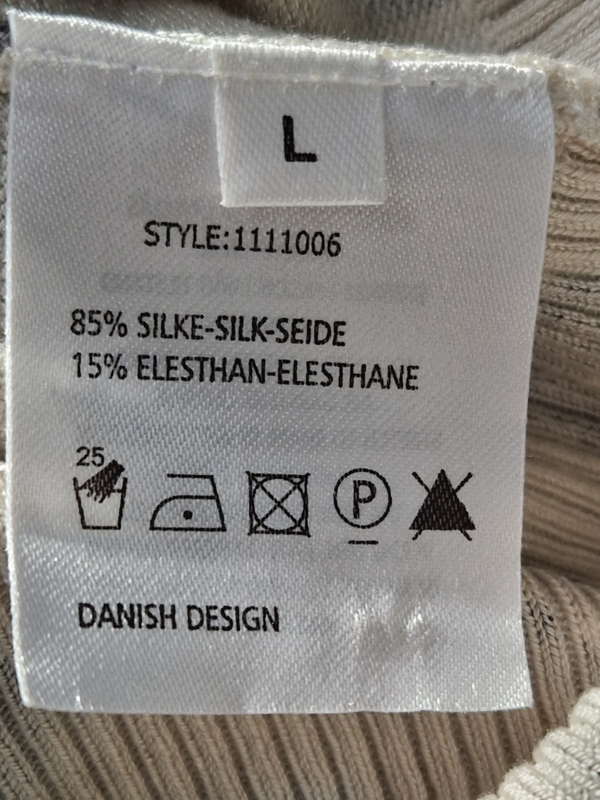 L
STYLE:1111006
85% SILKE-SILK-SEIDE
15% ELESTHAN-ELESTHANE
25
P
DANISH DESIGN